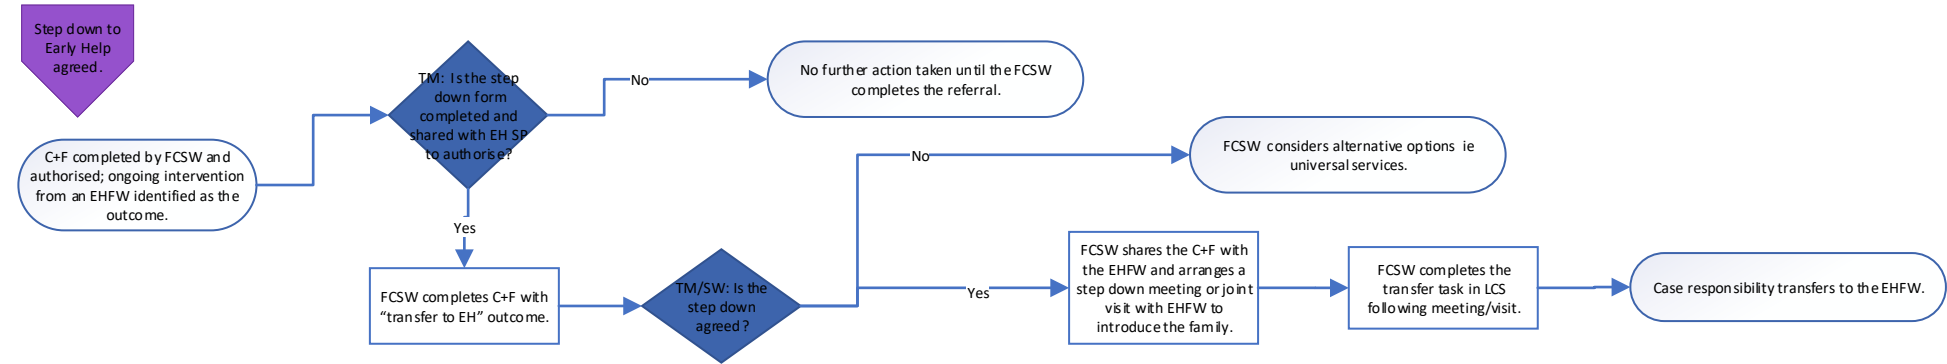 Step down to
Early Help
agreed.
C+F completed by FCSW and
authorised; ongoing intervention
from an EHFW identified as the
outcome.
TM: Is the step
down form
completed and
shared with EH SP
to authorise?
No
No further action taken until the FCSW
completes the referral.
Yes
FCSW completes C+F with
“transfer to EH” outcome.
TM/SW: Is the
step down
agreed?
No
FCSW considers alternative options ie
universal services.
Yes
FCSW shares the C+F with
the EHFW and arranges a
step down meeting or joint
visit with EHFW to
introduce the family.
FCSW completes the
transfer task in LCS
following meeting/visit.
Case responsibility transfers to the EHFW.